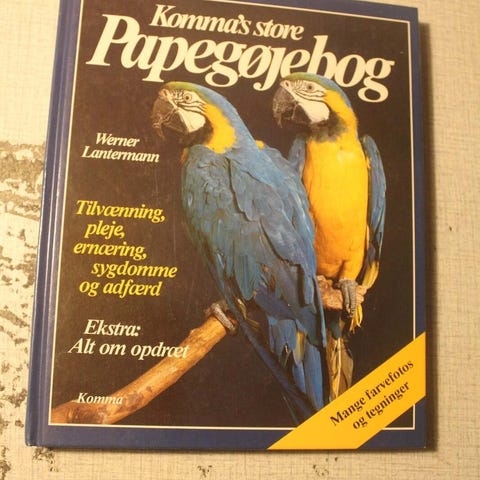 Komma's store
Papegøjebog
Werner
Lantermann
Tilvænning,
pleje,
ernæring,
sygdomme
og adfærd
Ekstra:
Alt om opdræt
Komma
Mange farvefotos
og tegninger